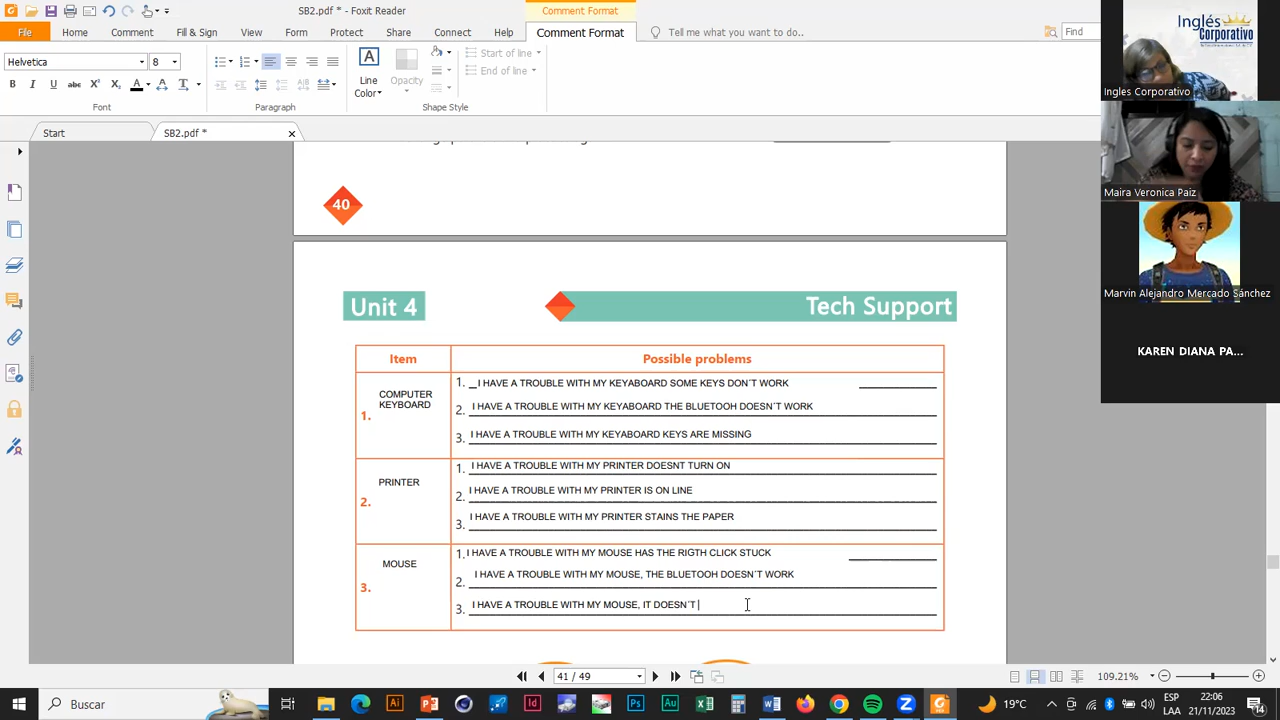 SB2.pdf * - Foxit Reader
Comment Format
File
Home
Comment
Fill & Sign
View
Form
Protect
Share
Connect
Help
Comment Format
Tell me what you want to do..
Find
Helvetica
8
Font
Paragraph
Line Color
Opacity
Start of line
End of line
Shape Style
Start
SB2.pdf *
40
Unit 4
Tech Support
Item
Possible problems
1.
COMPUTER
KEYBOARD
1. _I HAVE A TROUBLE WITH MY KEYABOARD SOME KEYS DON´T WORK
2. I HAVE A TROUBLE WITH MY KEYABOARD THE BLUETOOH DOESN´T WORK
3. I HAVE A TROUBLE WITH MY KEYABOARD KEYS ARE MISSING
2.
PRINTER
1. I HAVE A TROUBLE WITH MY PRINTER DOESNT TURN ON
2. I HAVE A TROUBLE WITH MY PRINTER IS ON LINE
3. I HAVE A TROUBLE WITH MY PRINTER STAINS THE PAPER
3.
MOUSE
1. I HAVE A TROUBLE WITH MY MOUSE HAS THE RIGTH CLICK STUCK
2. I HAVE A TROUBLE WITH MY MOUSE, THE BLUETOOH DOESN´T WORK
3. I HAVE A TROUBLE WITH MY MOUSE, IT DOESN´T
41 / 49
109.21%
Inglés
Corporativo
Ingles Corporativo
Maira Veronica Paiz
Marvin Alejandro Mercado Sánchez
KAREN DIANA PA...
Buscar
19°C
ESP
LAA
22:06
21/11/2023
14